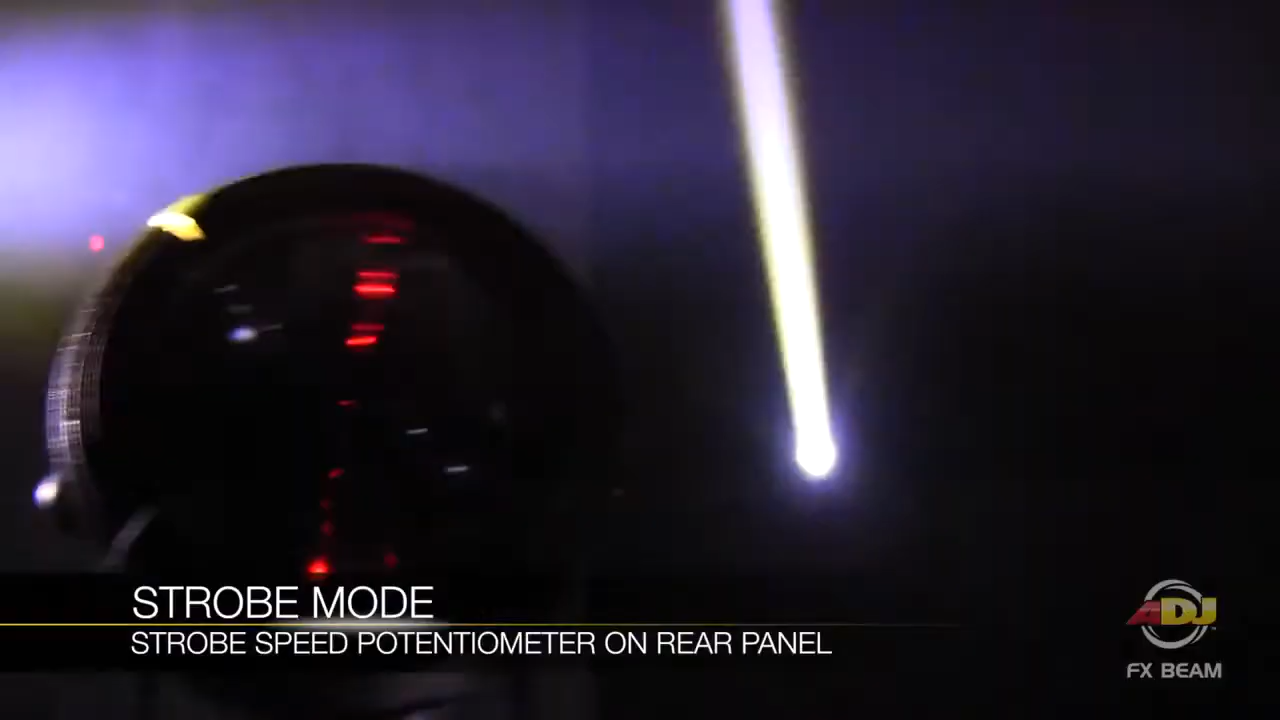 STROBE MODE
STROBE SPEED POTENTIOMETER ON REAR PANEL
ADJ
FX BEAM